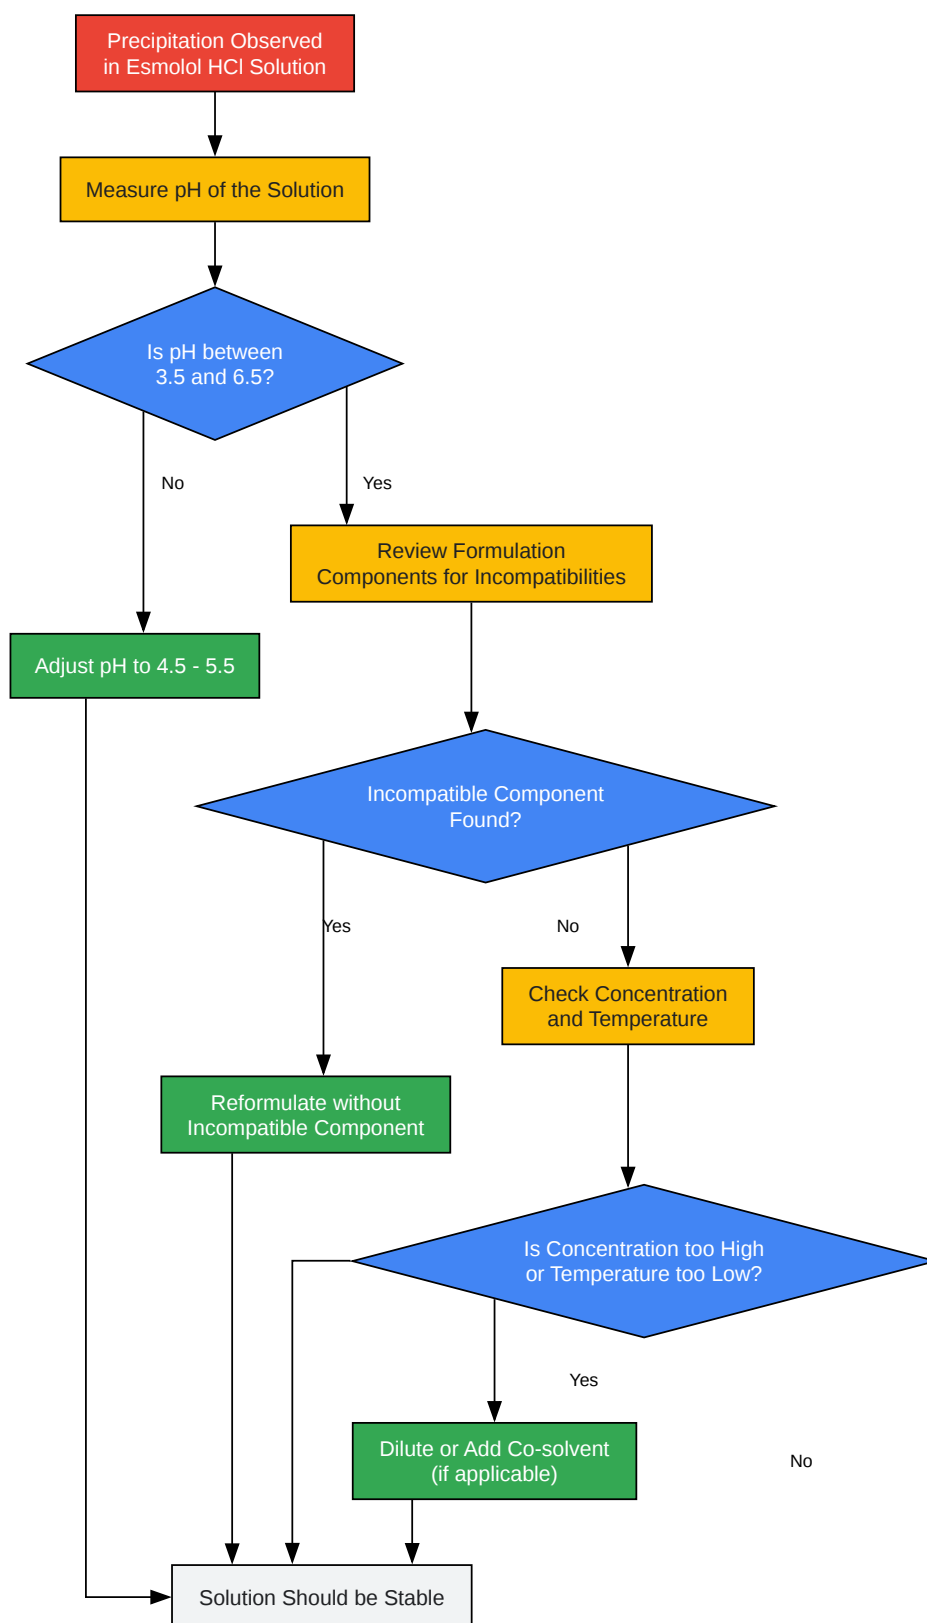 Precipitation Observed
in Esmolol HCl Solution
Measure pH of the Solution
Is pH between
3.5 and 6.5?
No
Yes
Review Formulation
Components for Incompatibilities
Adjust pH to 4.5 - 5.5
Incompatible Component
Found?
Yes
No
Check Concentration
and Temperature
Reformulate without
Incompatible Component
Is Concentration too High
or Temperature too Low?
Yes
Dilute or Add Co-solvent
(if applicable)
No
Solution Should be Stable